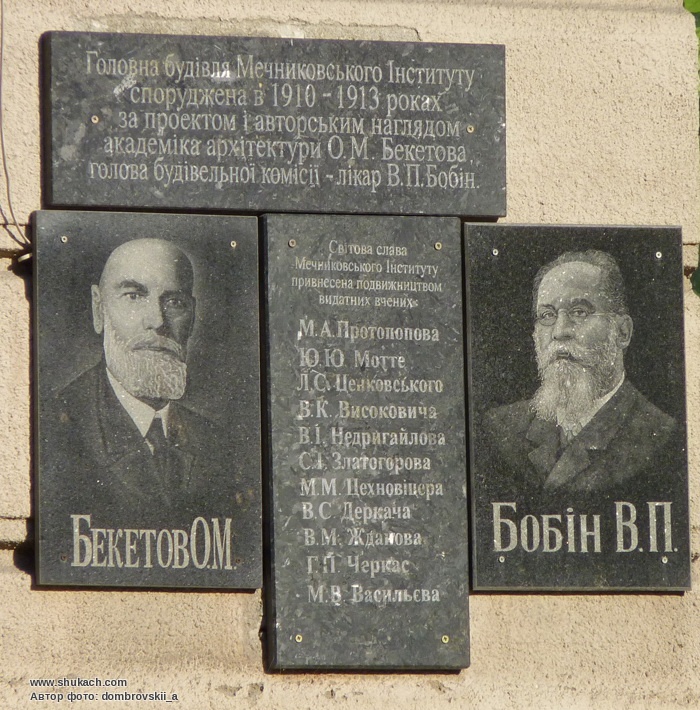 Головна будівля Мечниковського Інституту
споруджена в 1910 - 1913 роках
за проектом і авторським наглядом
академіка архітектури О.М. Бекетова,
голова будівельної комісії - лікар В.П.Бобін.
БЕКЕТОВ О.М.
Світова слава
Мечниковського Інституту
привнесена подвижництвом
видатних вчених:
М.А.Протопопова
Ю.Ю. Мотте
Л.С. Ценковського
В.К. Високовича
В.І. Недригайлова
С.І. Златогорова
М.М. Цехновіцера
В.С. Деркача
В.М. Жданова
Г.П. Черкас
М.В. Васильєва
БОБІН В.П.
www.shukach.com
Автор фото: dombrovskii_a